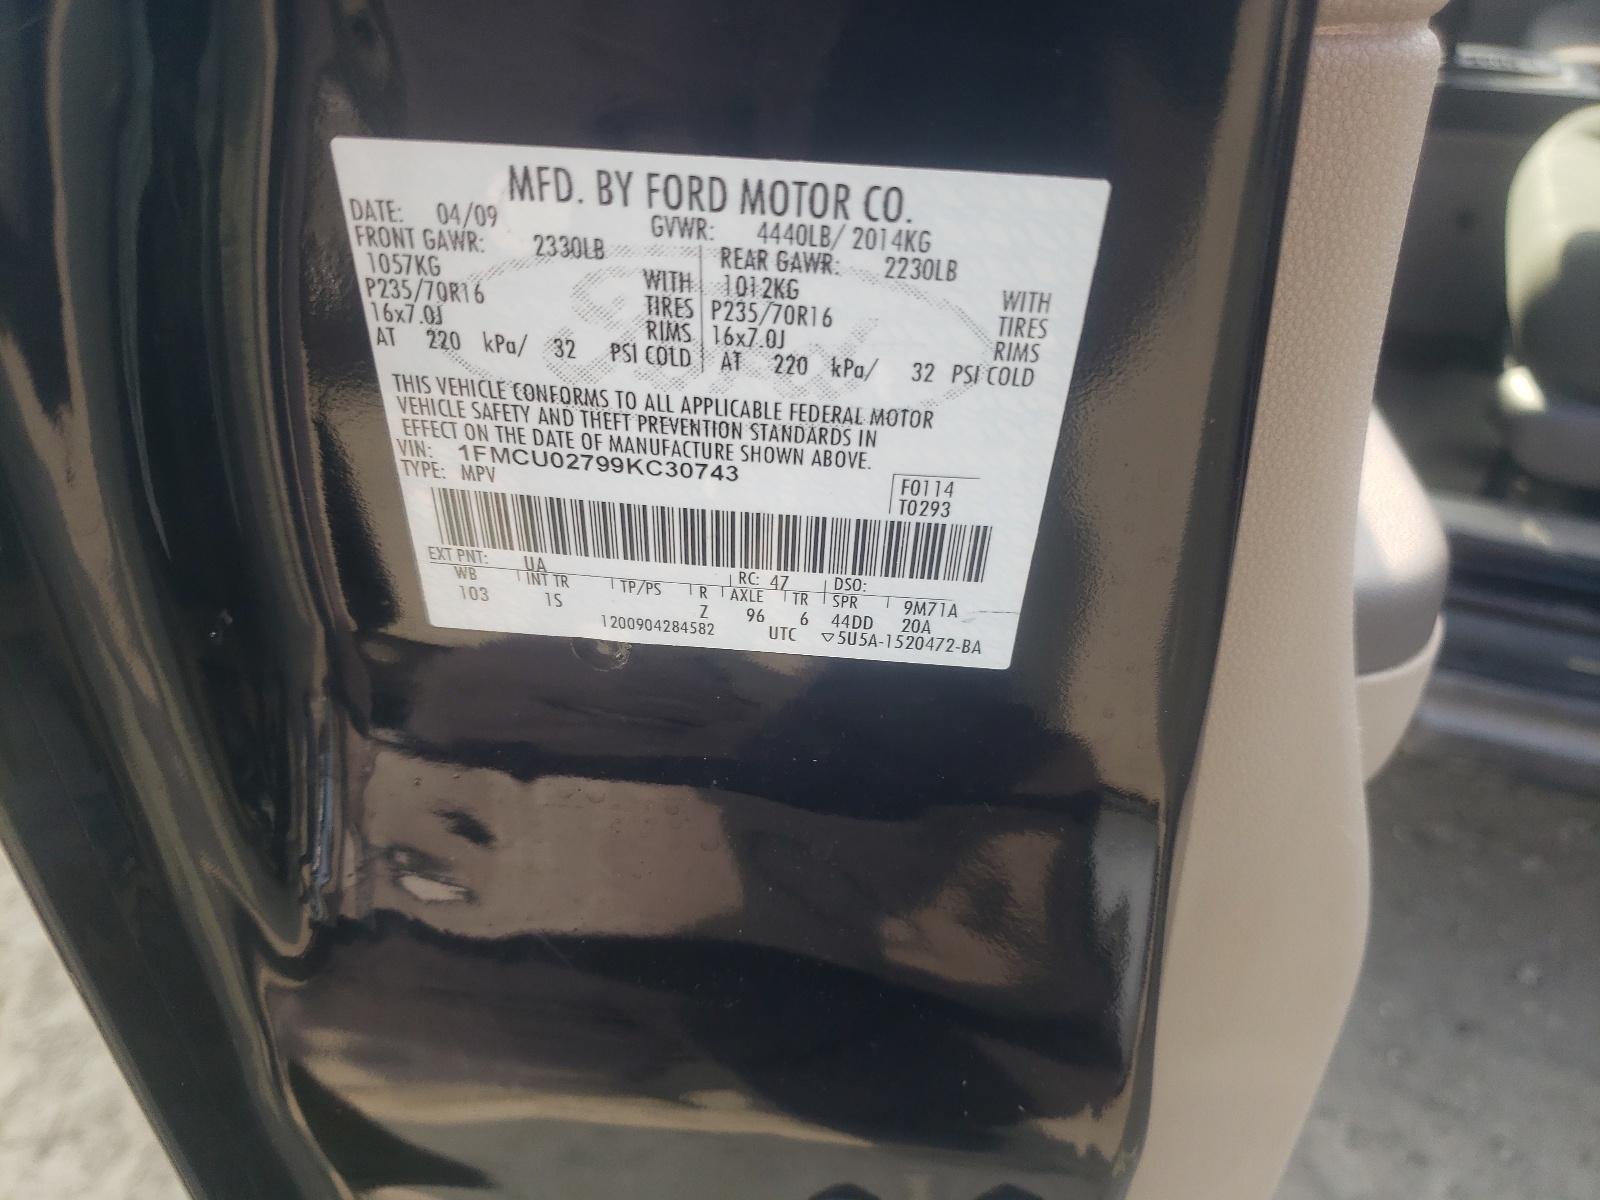 MFD. BY FORD MOTOR CO.
DATE: 04/09 GVWR: 4440LB/ 2014KG
FRONT GAWR: 2330LB REAR GAWR: 2230LB
1057KG WITH 1012KG WITH
P235/70R16 TIRES P235/70R16 TIRES
16x7.0J RIMS 16x7.0J RIMS
AT 220 kPa/ 32 PSI COLD AT 220 kPa/ 32 PSI COLD
THIS VEHICLE CONFORMS TO ALL APPLICABLE FEDERAL MOTOR
VEHICLE SAFETY AND THEFT PREVENTION STANDARDS IN
EFFECT ON THE DATE OF MANUFACTURE SHOWN ABOVE.
VIN: 1FMCU02799KC30743
TYPE: MPV
F0114
T0293
EXT PNT: UA RC: 47 DSO:
WB INT TR TP/PS R AXLE TR SPR 9M71A
103 1S Z 96 6 44DD 20A
1200904284582 UTC ▽5U5A-1520472-BA
Ford